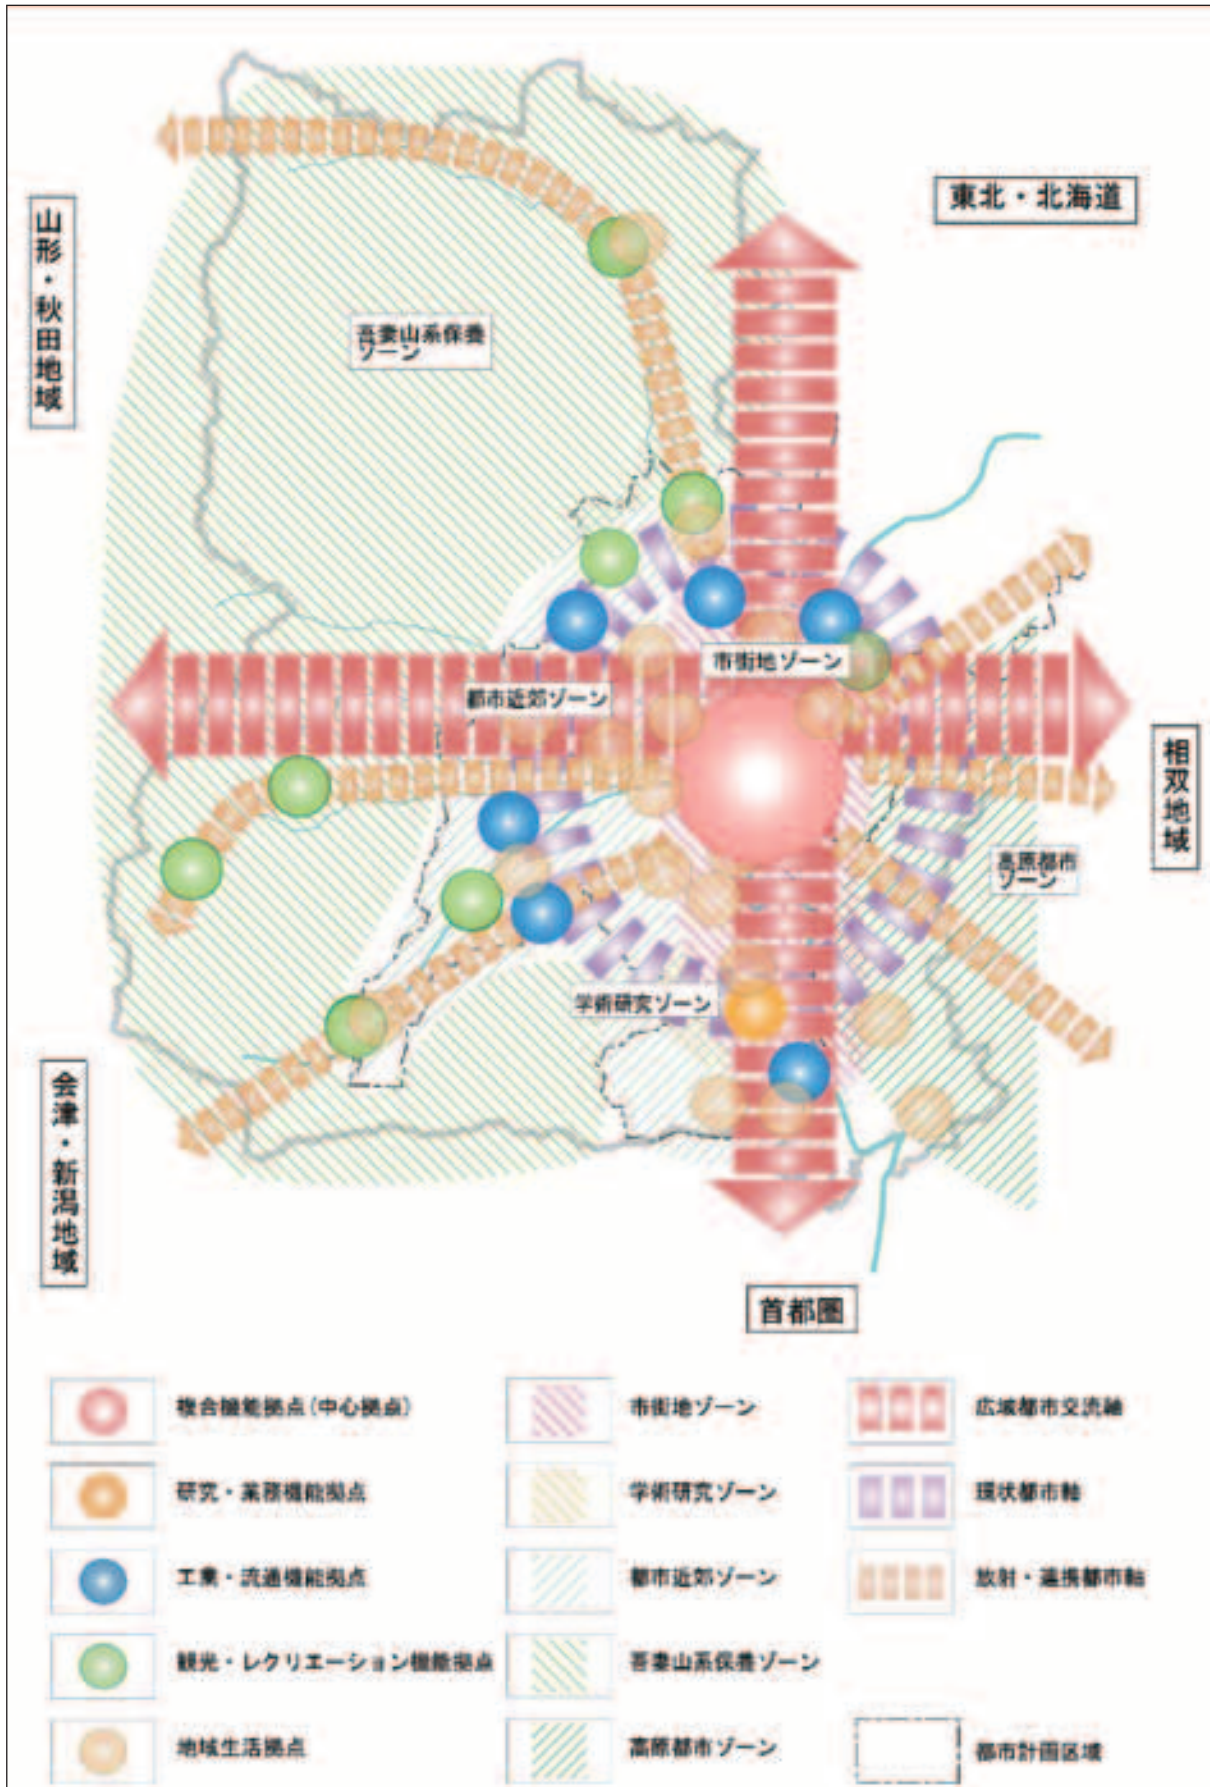 東北・北海道
山形・秋田地域
吾妻山系保養
ゾーン
市街地ゾーン
都市近郊ゾーン
相双地域
高原都市
ゾーン
学術研究ゾーン
会津・新潟地域
首都圏
複合機能拠点(中心拠点)
市街地ゾーン
広域都市交流軸
研究・業務機能拠点
学術研究ゾーン
環状都市軸
工業・流通機能拠点
都市近郊ゾーン
放射・連携都市軸
観光・レクリエーション機能拠点
吾妻山系保養ゾーン
地域生活拠点
高原都市ゾーン
都市計画区域